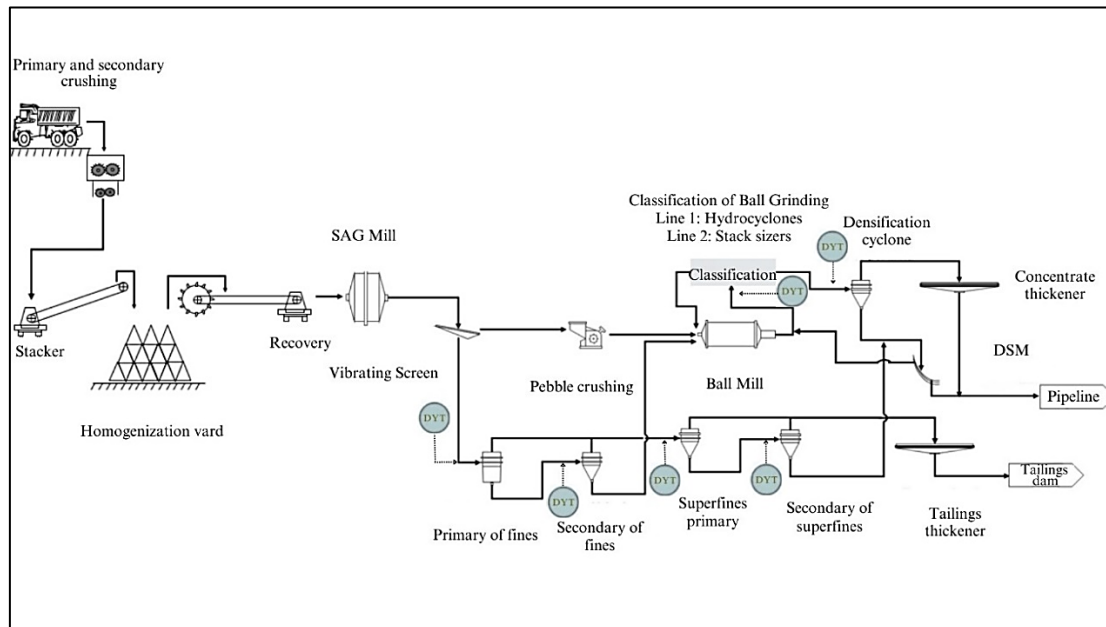 Primary and secondary
crushing
Classification of Ball Grinding
Line 1: Hydrocyclones
Line 2: Stack sizers
Densification
cyclone
DYT
SAG Mill
Classification
DYT
Concentrate
thickener
Stacker
Recovery
Vibrating Screen
Pebble crushing
Ball Mill
DSM
Pipeline
Homogenization vard
DYT
DYT
DYT
DYT
Tailings
dam
Primary of fines
Secondary of
fines
Superfines
primary
Secondary of
superfines
Tailings
thickener